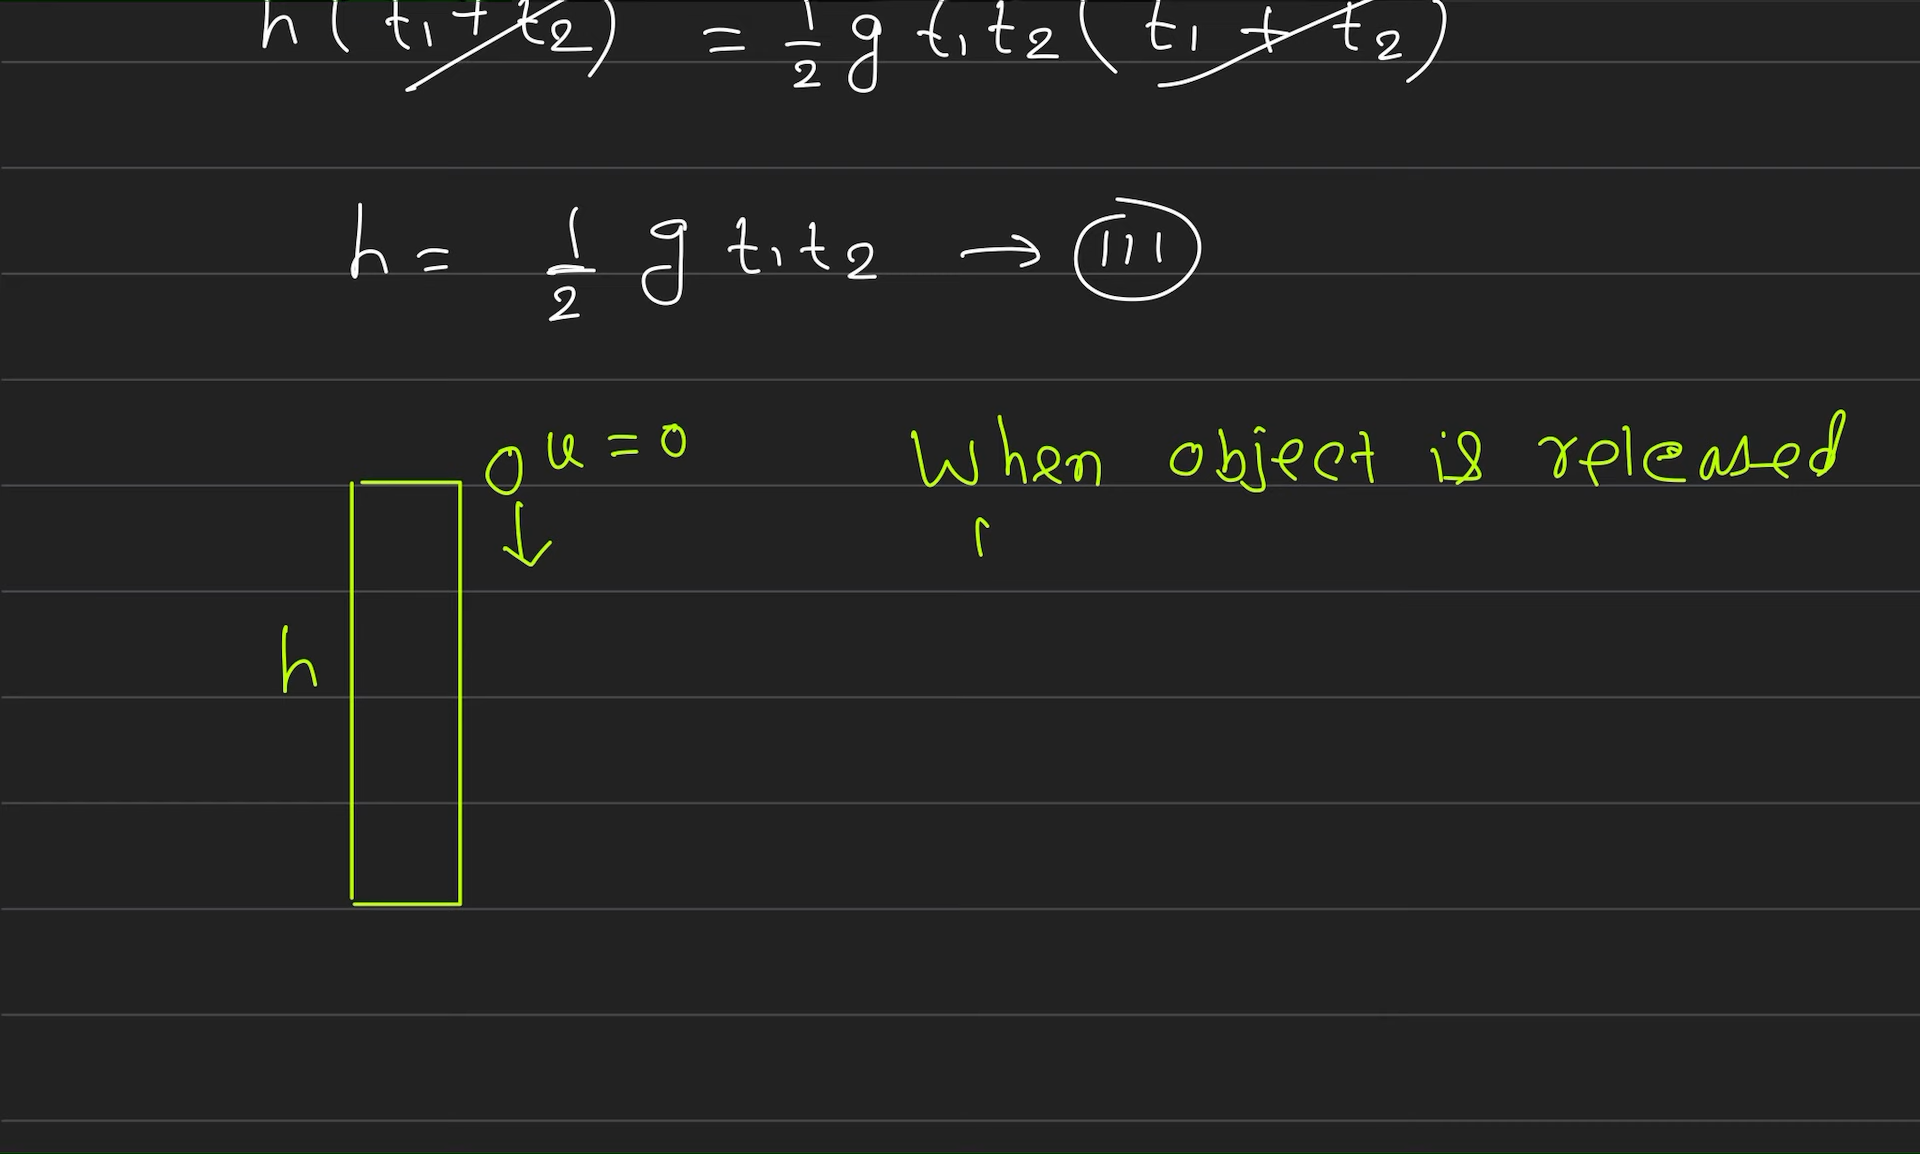 h(t₁+t₂) = 1/2 g t₁t₂(t₁+t₂)
h = 1/2 g t₁t₂ → (III)
u=0
When object is released
h